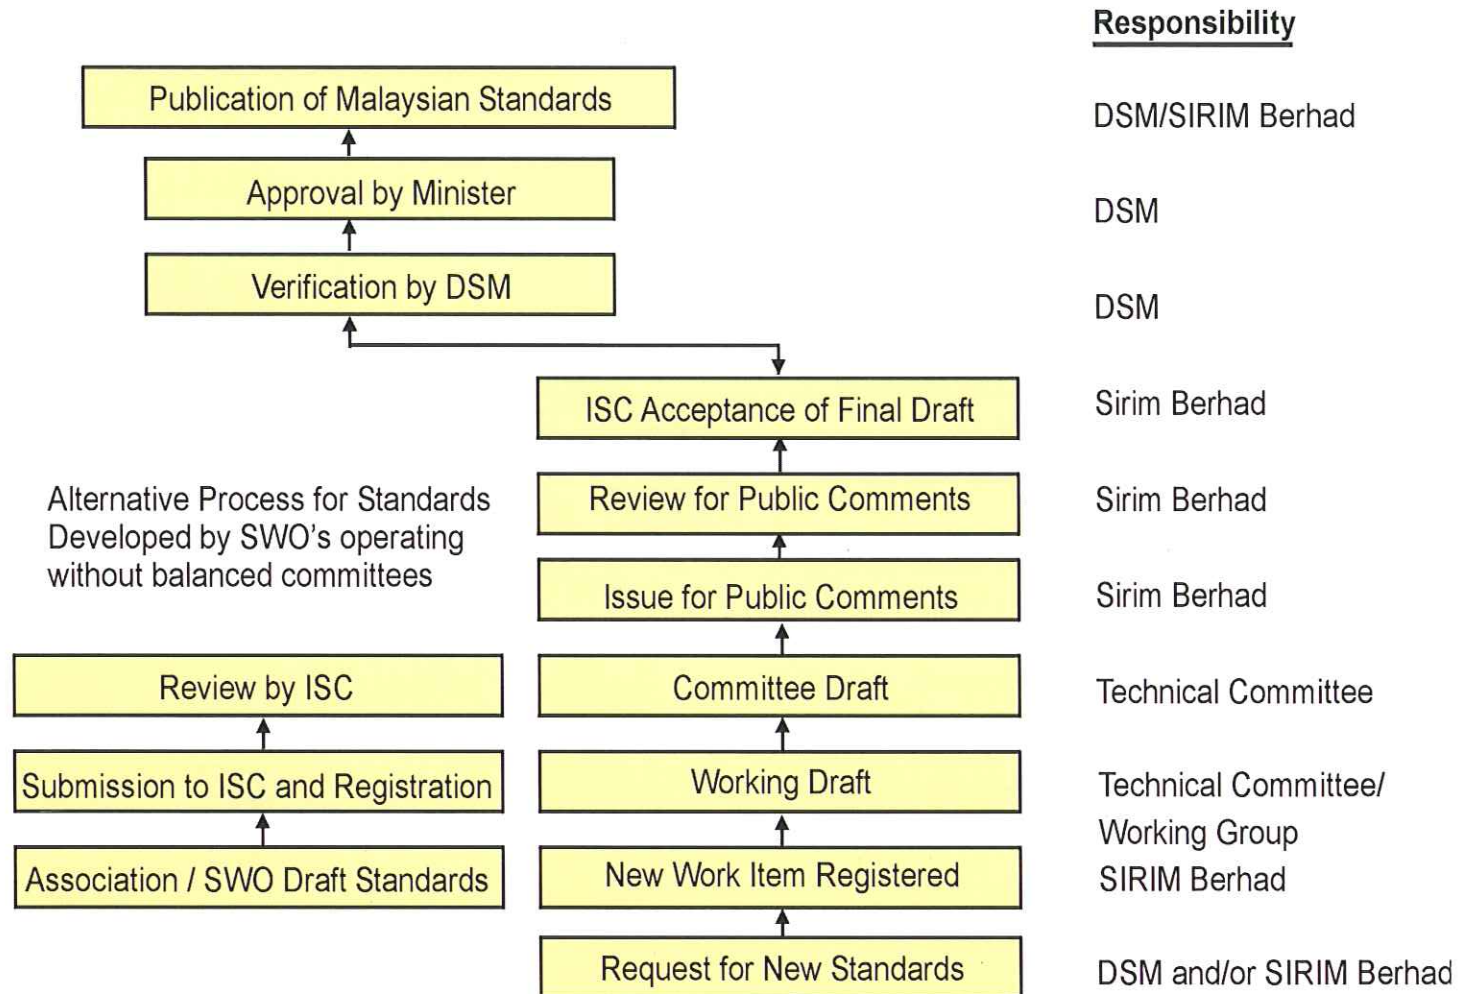 Responsibility
Publication of Malaysian Standards
DSM/SIRIM Berhad
Approval by Minister
DSM
Verification by DSM
DSM
ISC Acceptance of Final Draft
Sirim Berhad
Alternative Process for Standards
Developed by SWO's operating
without balanced committees
Review for Public Comments
Sirim Berhad
Issue for Public Comments
Sirim Berhad
Review by ISC
Committee Draft
Technical Committee
Submission to ISC and Registration
Working Draft
Technical Committee/
Working Group
Association / SWO Draft Standards
New Work Item Registered
SIRIM Berhad
Request for New Standards
DSM and/or SIRIM Berhad